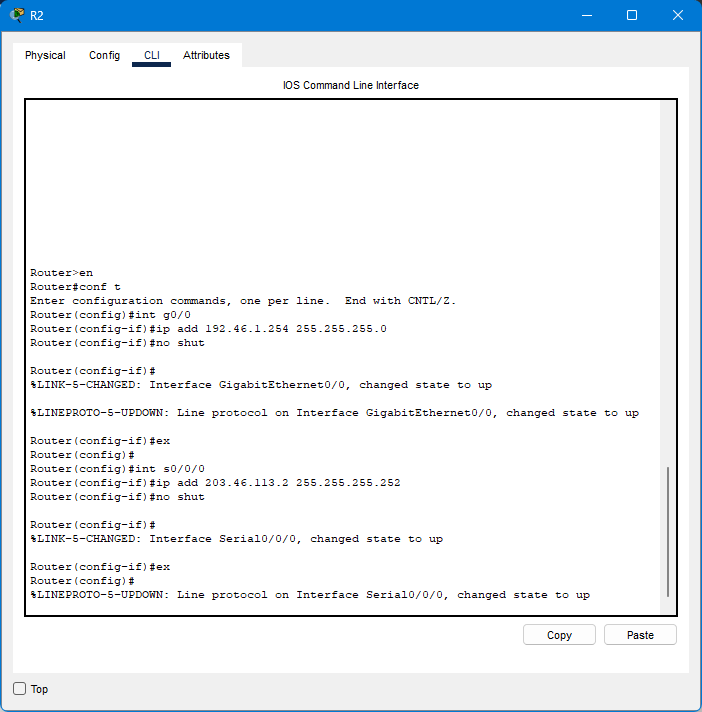 R2
Physical Config CLI Attributes
IOS Command Line Interface
Router>en
Router#conf t
Enter configuration commands, one per line.  End with CNTL/Z.
Router(config)#int g0/0
Router(config-if)#ip add 192.46.1.254 255.255.255.0
Router(config-if)#no shut
Router(config-if)#
%LINK-5-CHANGED: Interface GigabitEthernet0/0, changed state to up
%LINEPROTO-5-UPDOWN: Line protocol on Interface GigabitEthernet0/0, changed state to up
Router(config-if)#ex
Router(config)#
Router(config)#int s0/0/0
Router(config-if)#ip add 203.46.113.2 255.255.255.252
Router(config-if)#no shut
Router(config-if)#
%LINK-5-CHANGED: Interface Serial0/0/0, changed state to up
Router(config-if)#ex
Router(config)#
%LINEPROTO-5-UPDOWN: Line protocol on Interface Serial0/0/0, changed state to up
Copy Paste
Top